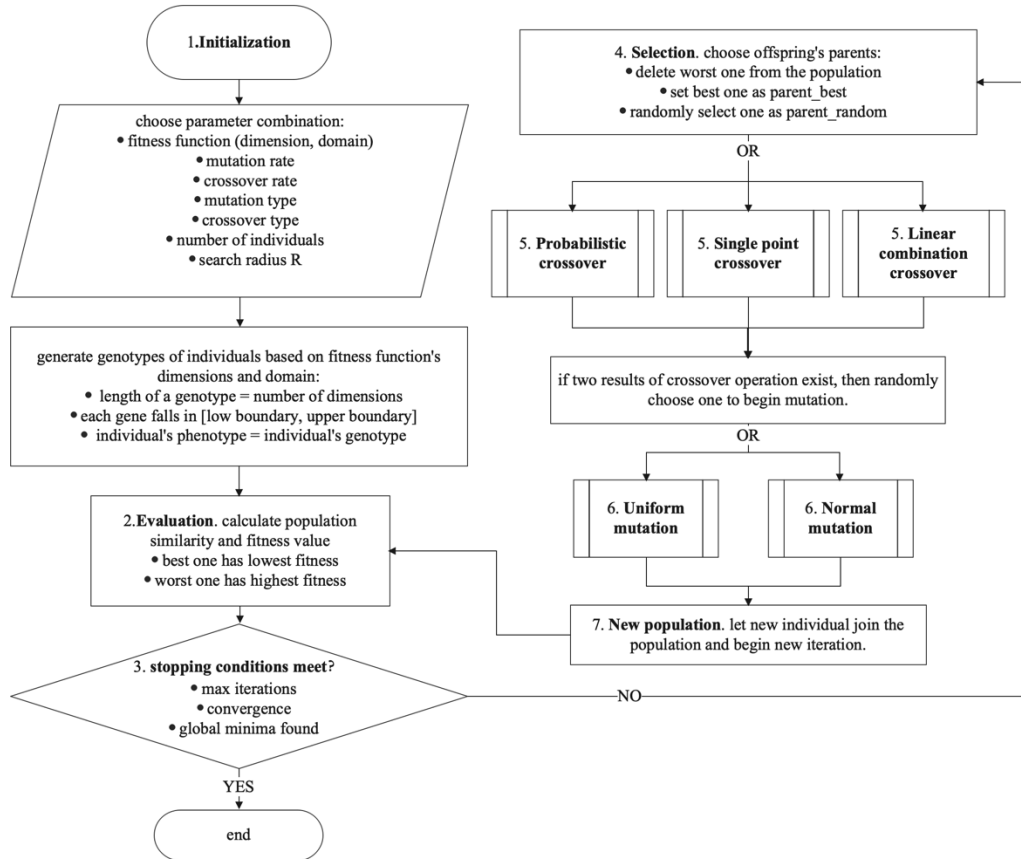 1.Initialization
choose parameter combination:
• fitness function (dimension, domain)
• mutation rate
• crossover rate
• mutation type
• crossover type
• number of individuals
• search radius R
generate genotypes of individuals based on fitness function's
dimensions and domain:
• length of a genotype = number of dimensions
• each gene falls in [low boundary, upper boundary]
• individual's phenotype = individual's genotype
2.Evaluation. calculate population
similarity and fitness value
• best one has lowest fitness
• worst one has highest fitness
3. stopping conditions meet?
• max iterations
• convergence
• global minima found
NO
YES
end
4. Selection. choose offspring's parents:
• delete worst one from the population
• set best one as parent_best
• randomly select one as parent_random
OR
5. Probabilistic
crossover
5. Single point
crossover
5. Linear
combination
crossover
if two results of crossover operation exist, then randomly
choose one to begin mutation.
OR
6. Uniform
mutation
6. Normal
mutation
7. New population. let new individual join the
population and begin new iteration.